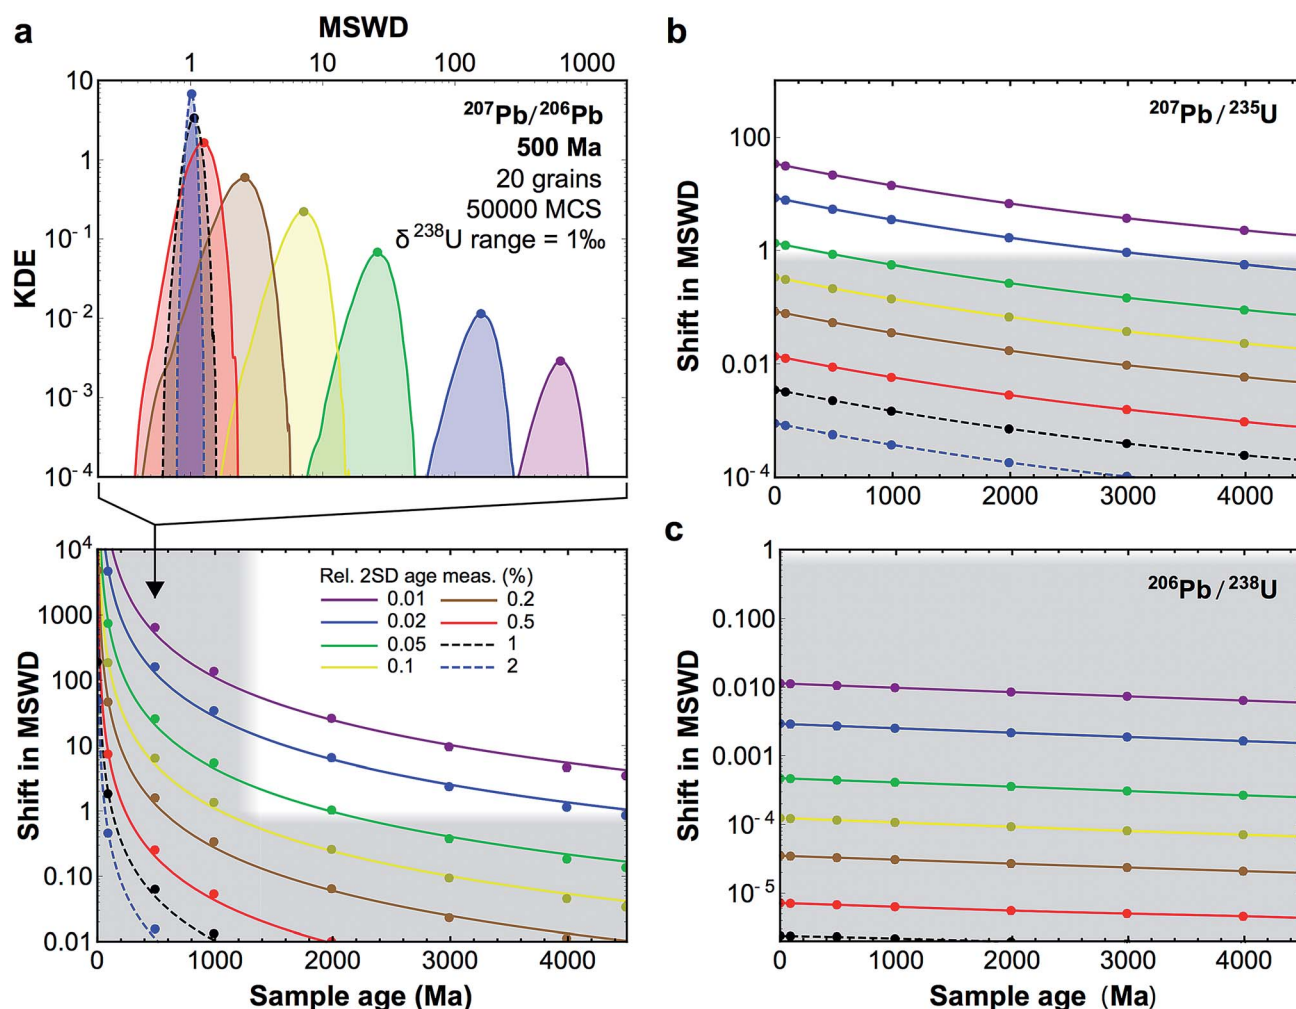 a
MSWD
1 10 100 1000
10
1
10⁻¹
10⁻²
10⁻³
10⁻⁴
KDE
²⁰⁷Pb/²⁰⁶Pb
500 Ma
20 grains
50000 MCS
δ²³⁸U range = 1‰
10⁴
1000
100
10
1
0.10
0.01
Shift in MSWD
Rel. 2SD age meas. (%)
0.01 0.2
0.02 0.5
0.05 1
0.1 2
0 1000 2000 3000 4000
Sample age (Ma)
b
²⁰⁷Pb/²³⁵U
100
1
0.01
10⁻⁴
Shift in MSWD
0 1000 2000 3000 4000
c
²⁰⁶Pb/²³⁸U
1
0.100
0.010
0.001
10⁻⁴
10⁻⁵
Shift in MSWD
0 1000 2000 3000 4000
Sample age (Ma)